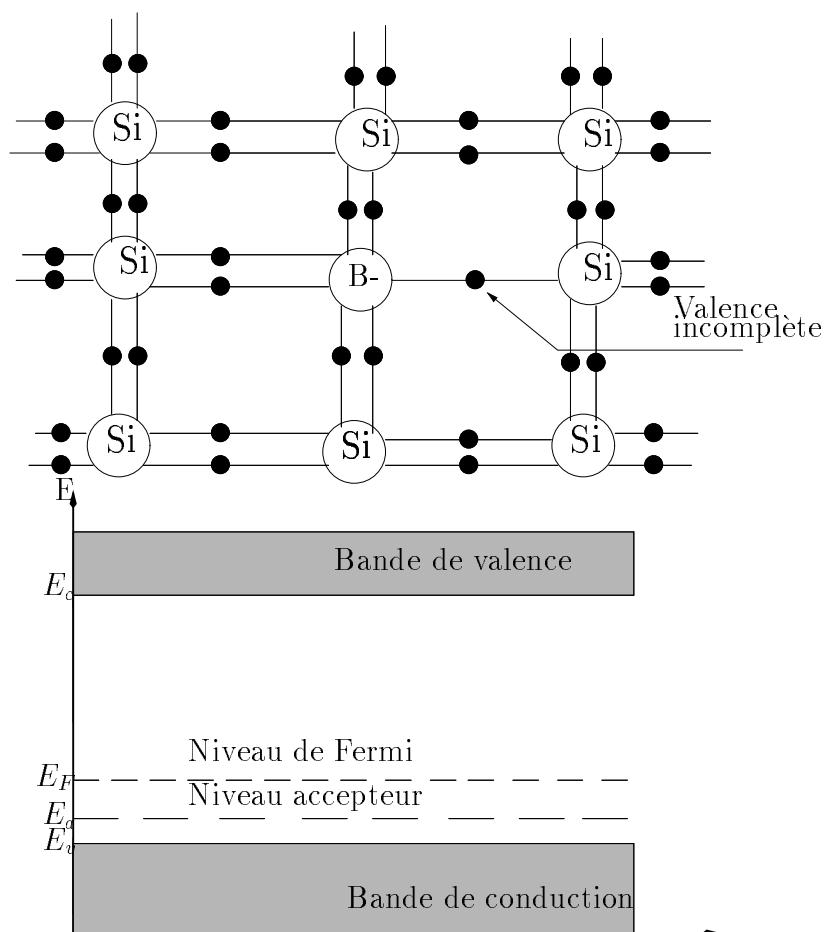 Si Si Si
Si B- Si
Valence
incomplète
Si Si Si
E
Bande de valence
E_c
Niveau de Fermi
E_F
Niveau accepteur
E_a
E_v
Bande de conduction